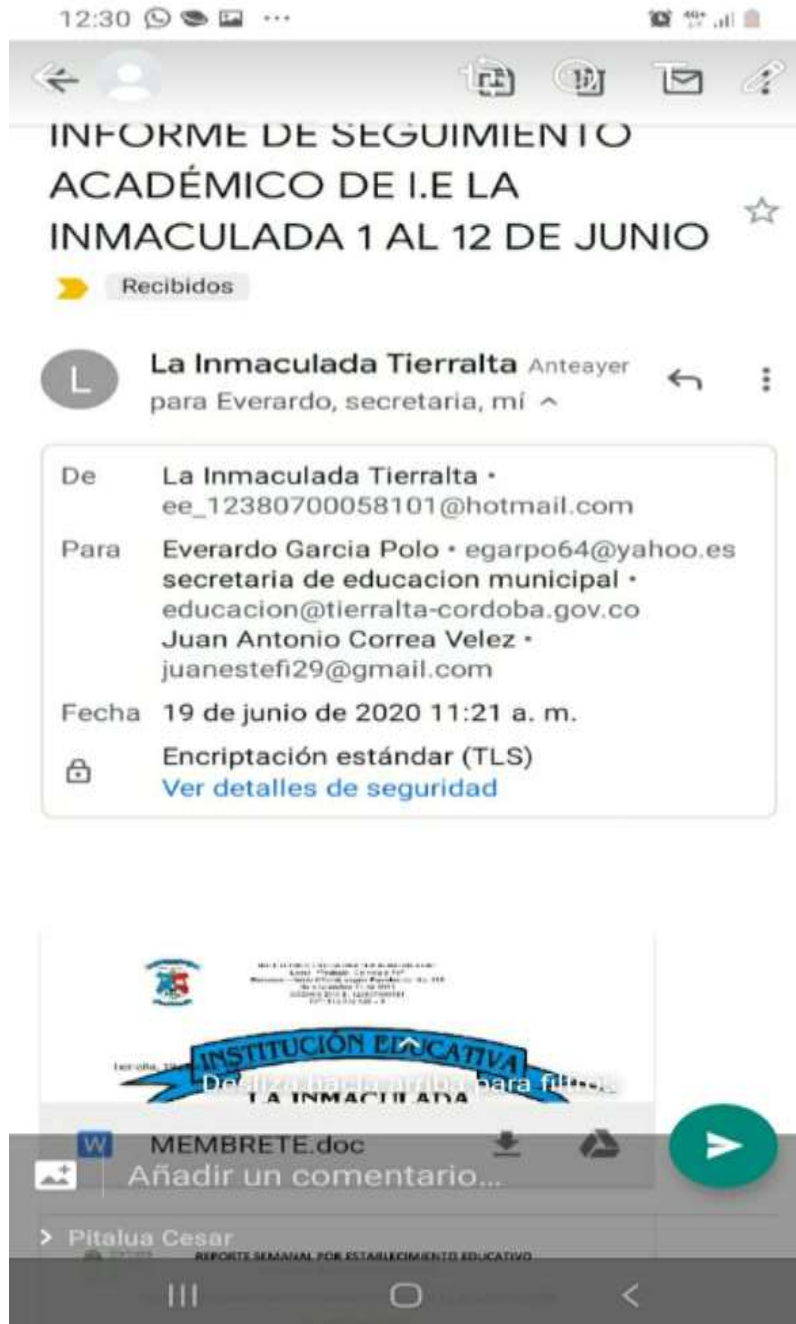 12:30
INFORME DE SEGUIMIENTO
ACADÉMICO DE I.E LA
INMACULADA 1 AL 12 DE JUNIO
Recibidos
L
La Inmaculada Tierralta Anteayer
para Everardo, secretaria, mí
De La Inmaculada Tierralta •
ee_12380700058101@hotmail.com
Para Everardo Garcia Polo • egarpo64@yahoo.es
secretaria de educacion municipal •
educacion@tierralta-cordoba.gov.co
Juan Antonio Correa Velez •
juanestefi29@gmail.com
Fecha 19 de junio de 2020 11:21 a. m.
Encriptación estándar (TLS)
Ver detalles de seguridad
INSTITUCIÓN EDUCATIVA
Desliza hacia arriba para filtros
LA INMACULADA
W MEMBRETE.doc
Añadir un comentario...
Pitalua Cesar
REPORTE SEMANAL POR ESTABLECIMIENTO EDUCATIVO